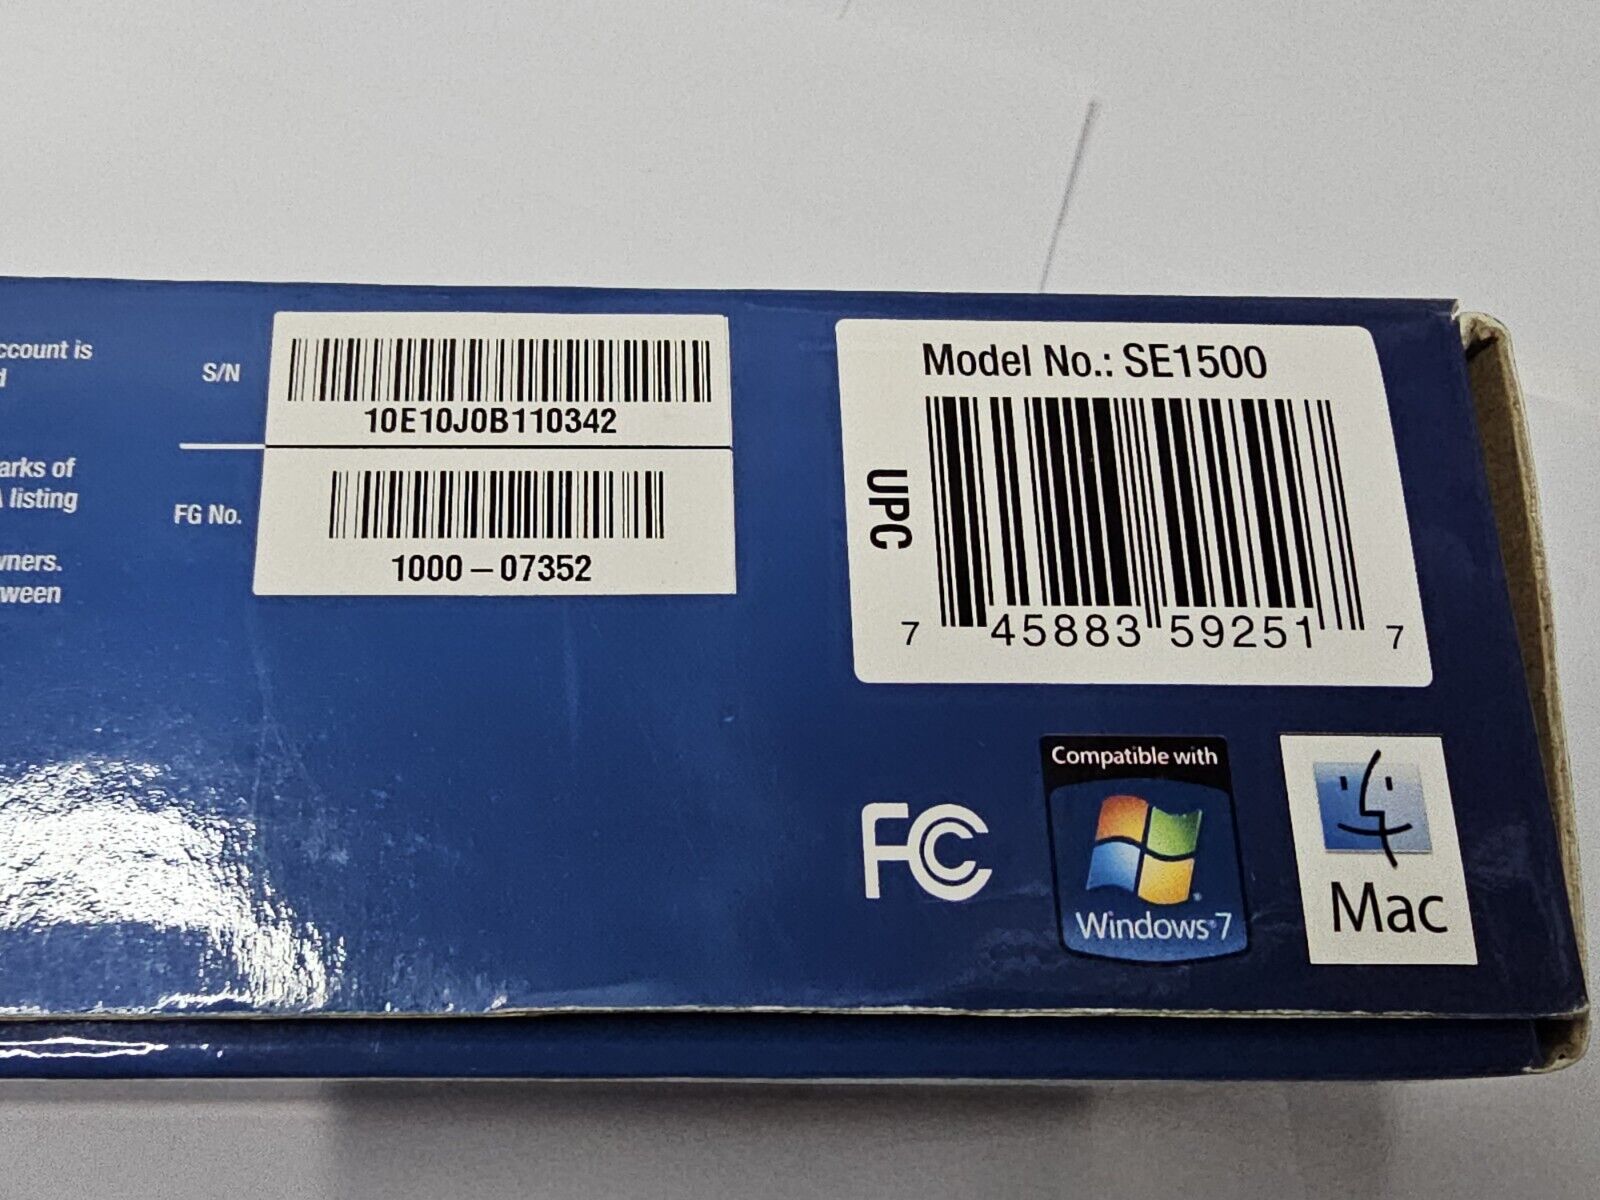 ccount is
d
arks of
A listing
wners.
ween
S/N
10E10J0B110342
FG No.
1000-07352
Model No.: SE1500
UPC
7 45883 59251 7
FC
Compatible with
Windows 7
Mac